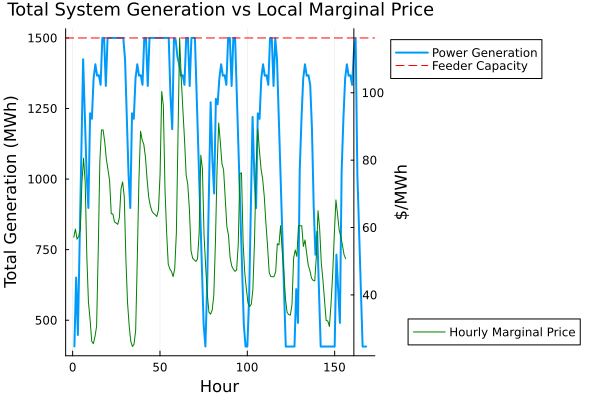 Total System Generation vs Local Marginal Price
Total Generation (MWh)
1500
1250
1000
750
500
0
50
100
150
Hour
100
80
60
40
$/MWh
Power Generation
Feeder Capacity
Hourly Marginal Price